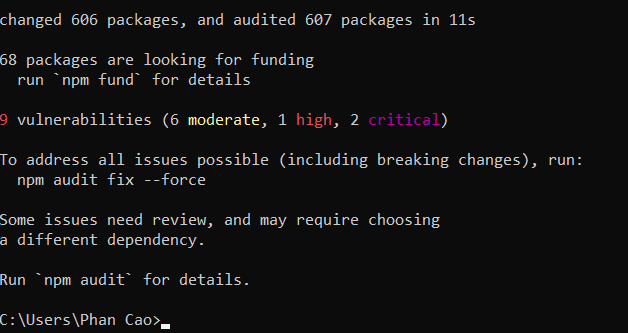 changed 606 packages, and audited 607 packages in 11s
68 packages are looking for funding
  run `npm fund` for details
9 vulnerabilities (6 moderate, 1 high, 2 critical)
To address all issues possible (including breaking changes), run:
  npm audit fix --force
Some issues need review, and may require choosing
a different dependency.
Run `npm audit` for details.
C:\Users\Phan Cao>